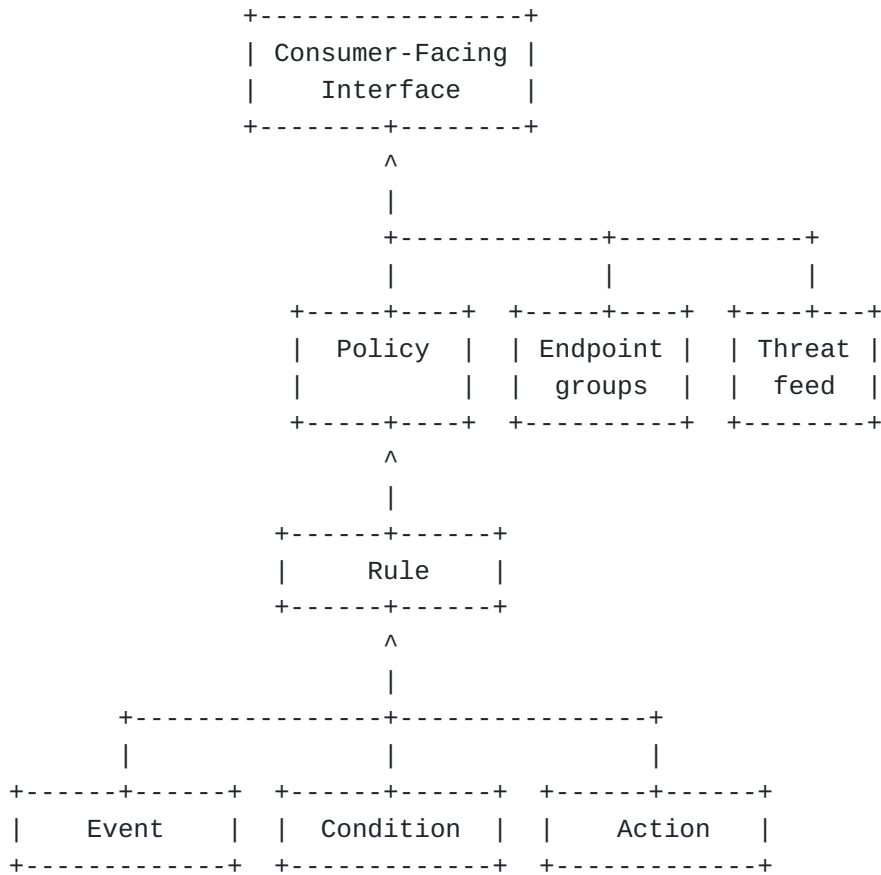 Consumer-Facing
Interface
Policy
Endpoint
groups
Threat
feed
Rule
Event
Condition
Action